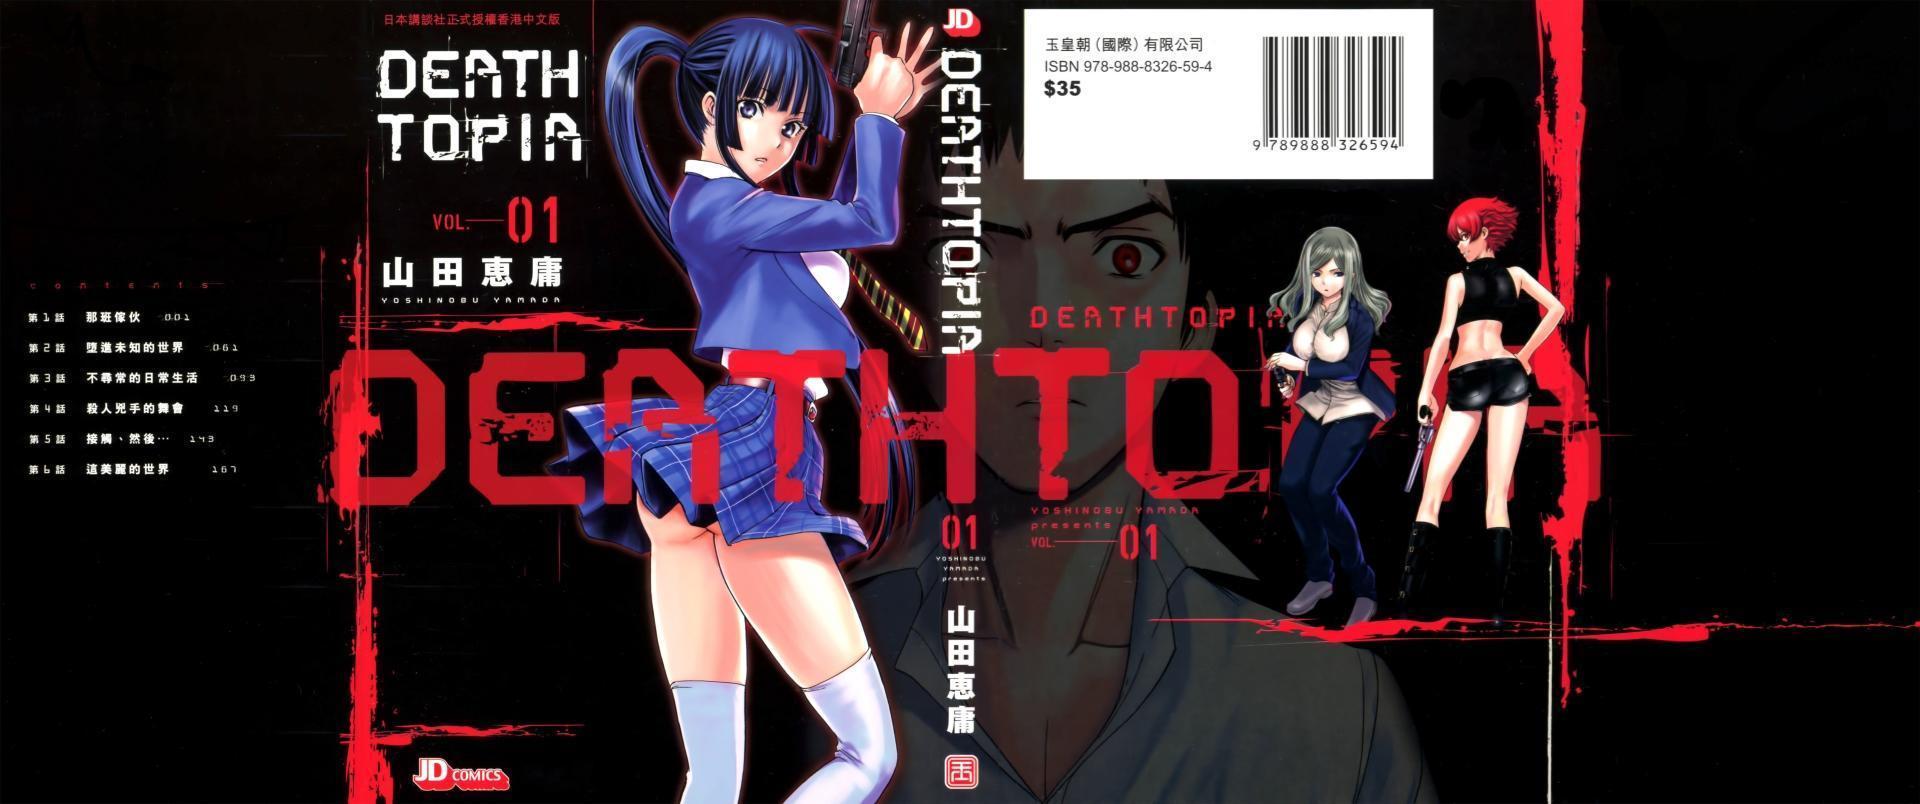 contents
第1話 那班傢伙 001
第2話 墮進未知的世界 061
第3話 不尋常的日常生活 093
第4話 殺人兇手的舞會 119
第5話 接觸、然後… 143
第6話 這美麗的世界 167
日本講談社正式授權香港中文版
DEATH
TOPIA
VOL. 01
山田恵庸
YOSHINOBU YAMADA
DEATHTOPIA
JD COMICS
JD
DEATHTOPIA
01
YOSHINOBU
YAMADA
presents
山田恵庸
玉
玉皇朝（國際）有限公司
ISBN 978-988-8326-59-4
$35
9 789888 326594
DEATHTOPIA
YOSHINOBU YAMADA
presents
VOL. 01